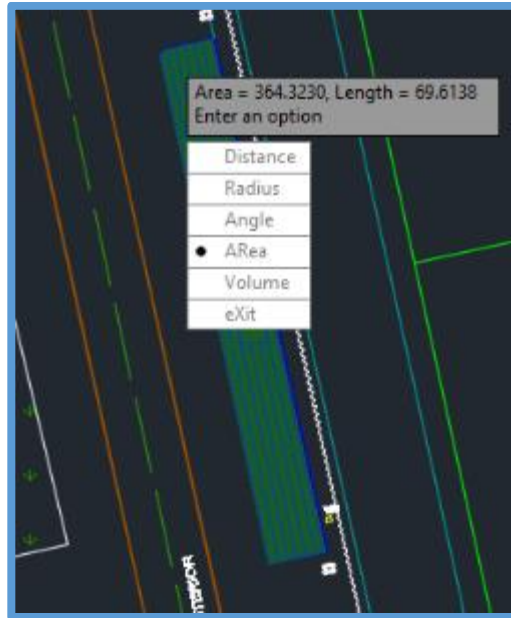 Area = 364.3230, Length = 69.6138
Enter an option
Distance
Radius
Angle
ARea
Volume
eXit